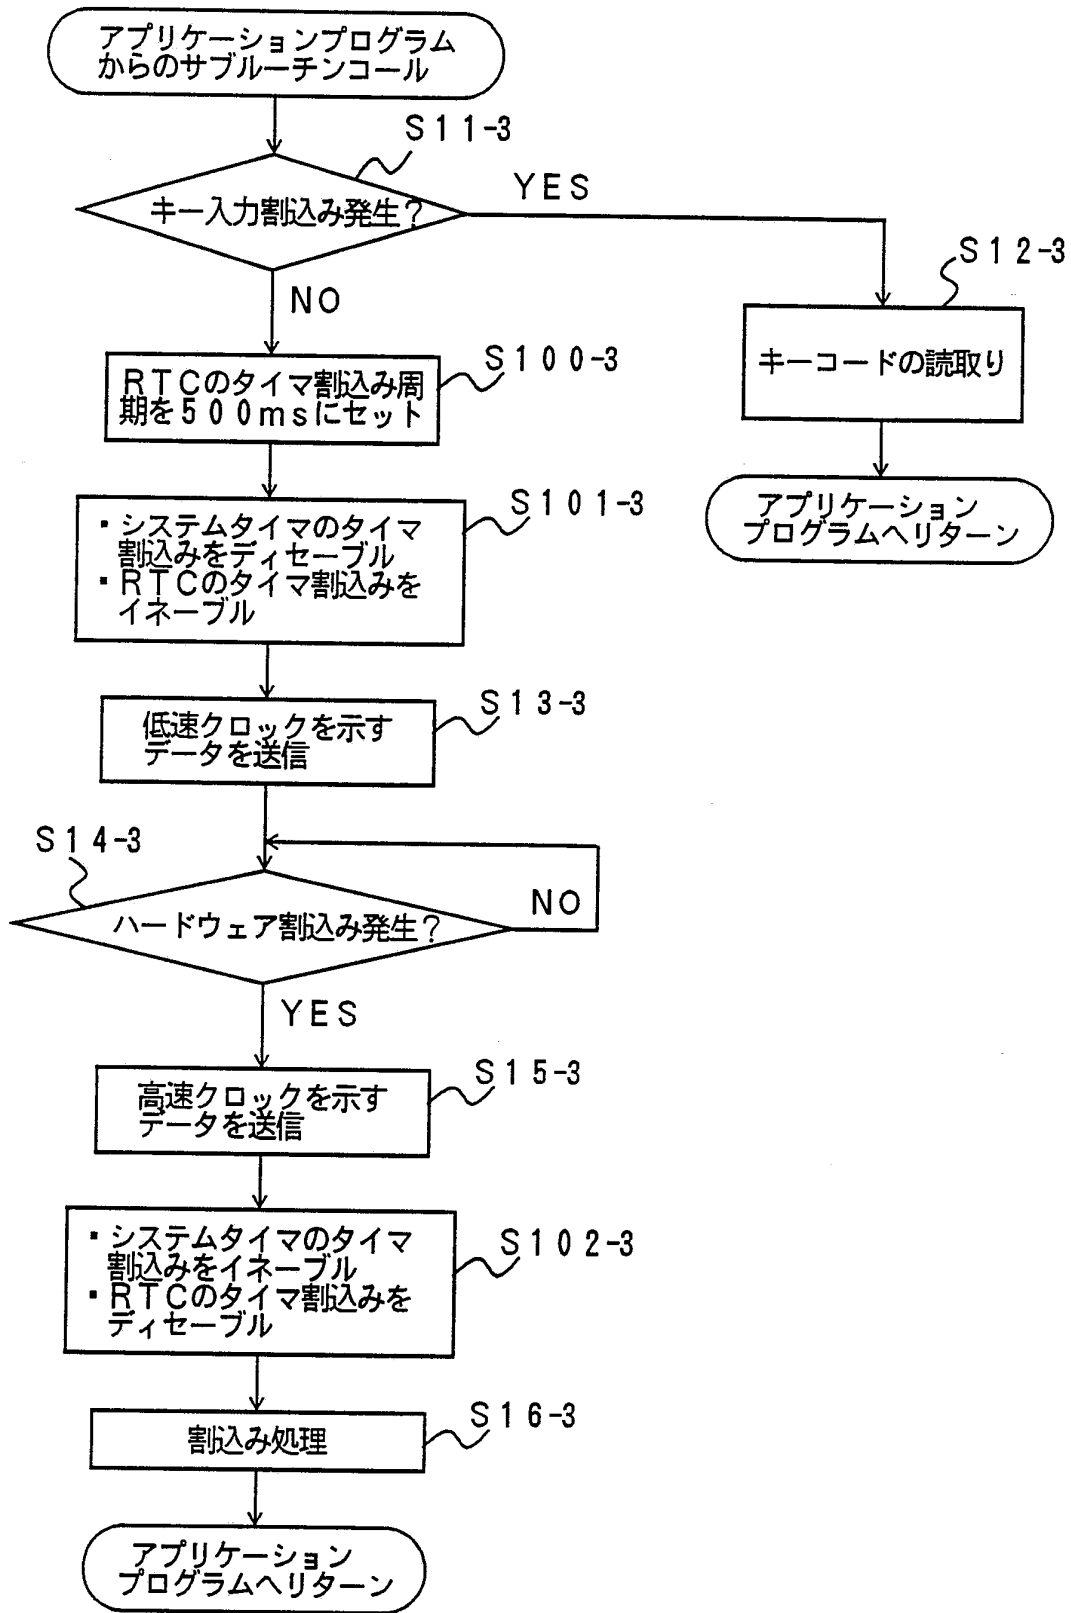 アプリケーションプログラム
からのサブルーチンコール
S11-3
キー入力割込み発生?
YES
NO
S12-3
キーコードの読取り
アプリケーション
プログラムへリターン
S100-3
RTCのタイマ割込み周
期を500msにセット
S101-3
・システムタイマのタイマ
割込みをディセーブル
・RTCのタイマ割込みを
イネーブル
S13-3
低速クロックを示す
データを送信
S14-3
ハードウェア割込み発生?
NO
YES
S15-3
高速クロックを示す
データを送信
S102-3
・システムタイマのタイマ
割込みをイネーブル
・RTCのタイマ割込みを
ディセーブル
S16-3
割込み処理
アプリケーション
プログラムへリターン